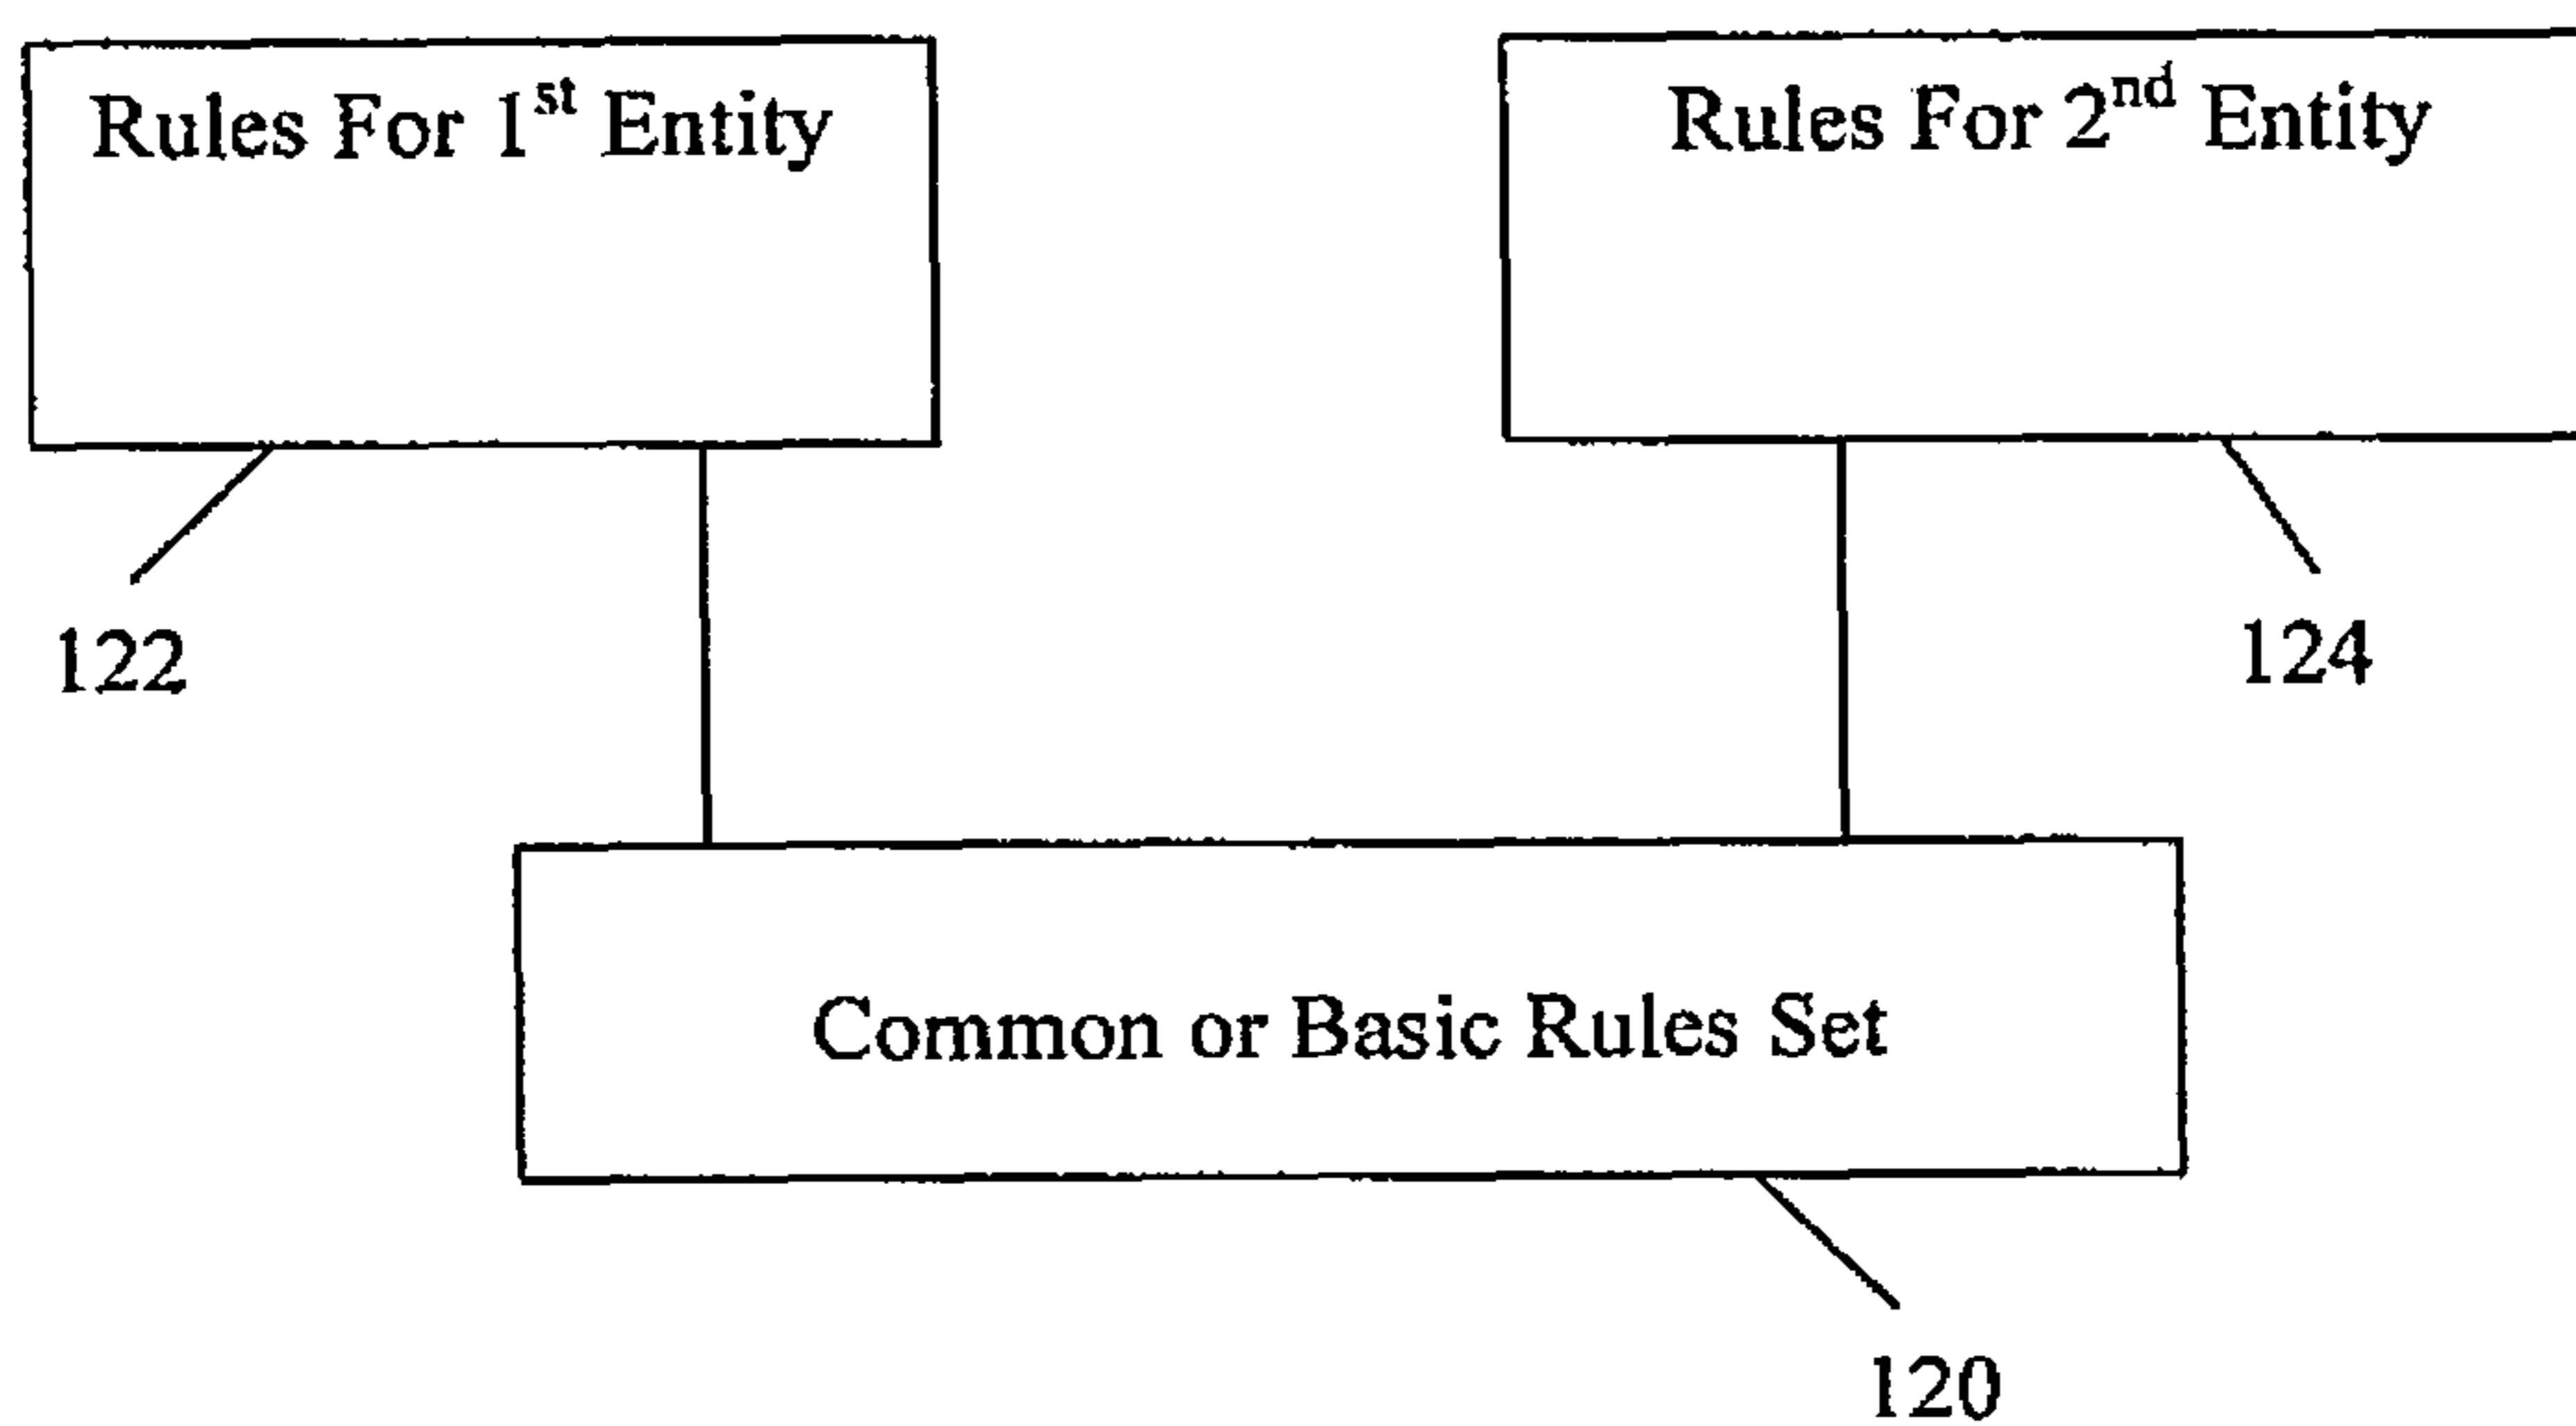 Rules For 1st Entity
Rules For 2nd Entity
122
124
Common or Basic Rules Set
120